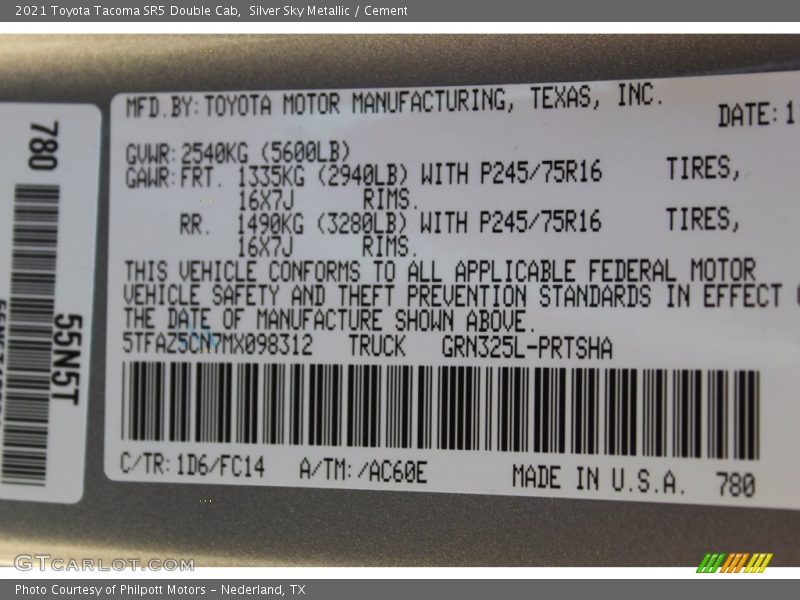 2021 Toyota Tacoma SR5 Double Cab,  Silver Sky Metallic / Cement
MFD.BY:TOYOTA MOTOR MANUFACTURING, TEXAS, INC.
DATE:1
GVWR:2540KG (5600LB)
GAWR:FRT. 1335KG (2940LB) WITH P245/75R16 TIRES,
16X7J RIMS.
RR. 1490KG (3280LB) WITH P245/75R16 TIRES,
16X7J RIMS.
THIS VEHICLE CONFORMS TO ALL APPLICABLE FEDERAL MOTOR
VEHICLE SAFETY AND THEFT PREVENTION STANDARDS IN EFFECT
THE DATE OF MANUFACTURE SHOWN ABOVE.
5TFAZ5CN7MX098312 TRUCK GRN325L-PRTSHA
C/TR:1D6/FC14 A/TM:/AC60E MADE IN U.S.A. 780
780
55N5T
GTCARLOT.COM
Photo Courtesy of Philpott Motors - Nederland, TX